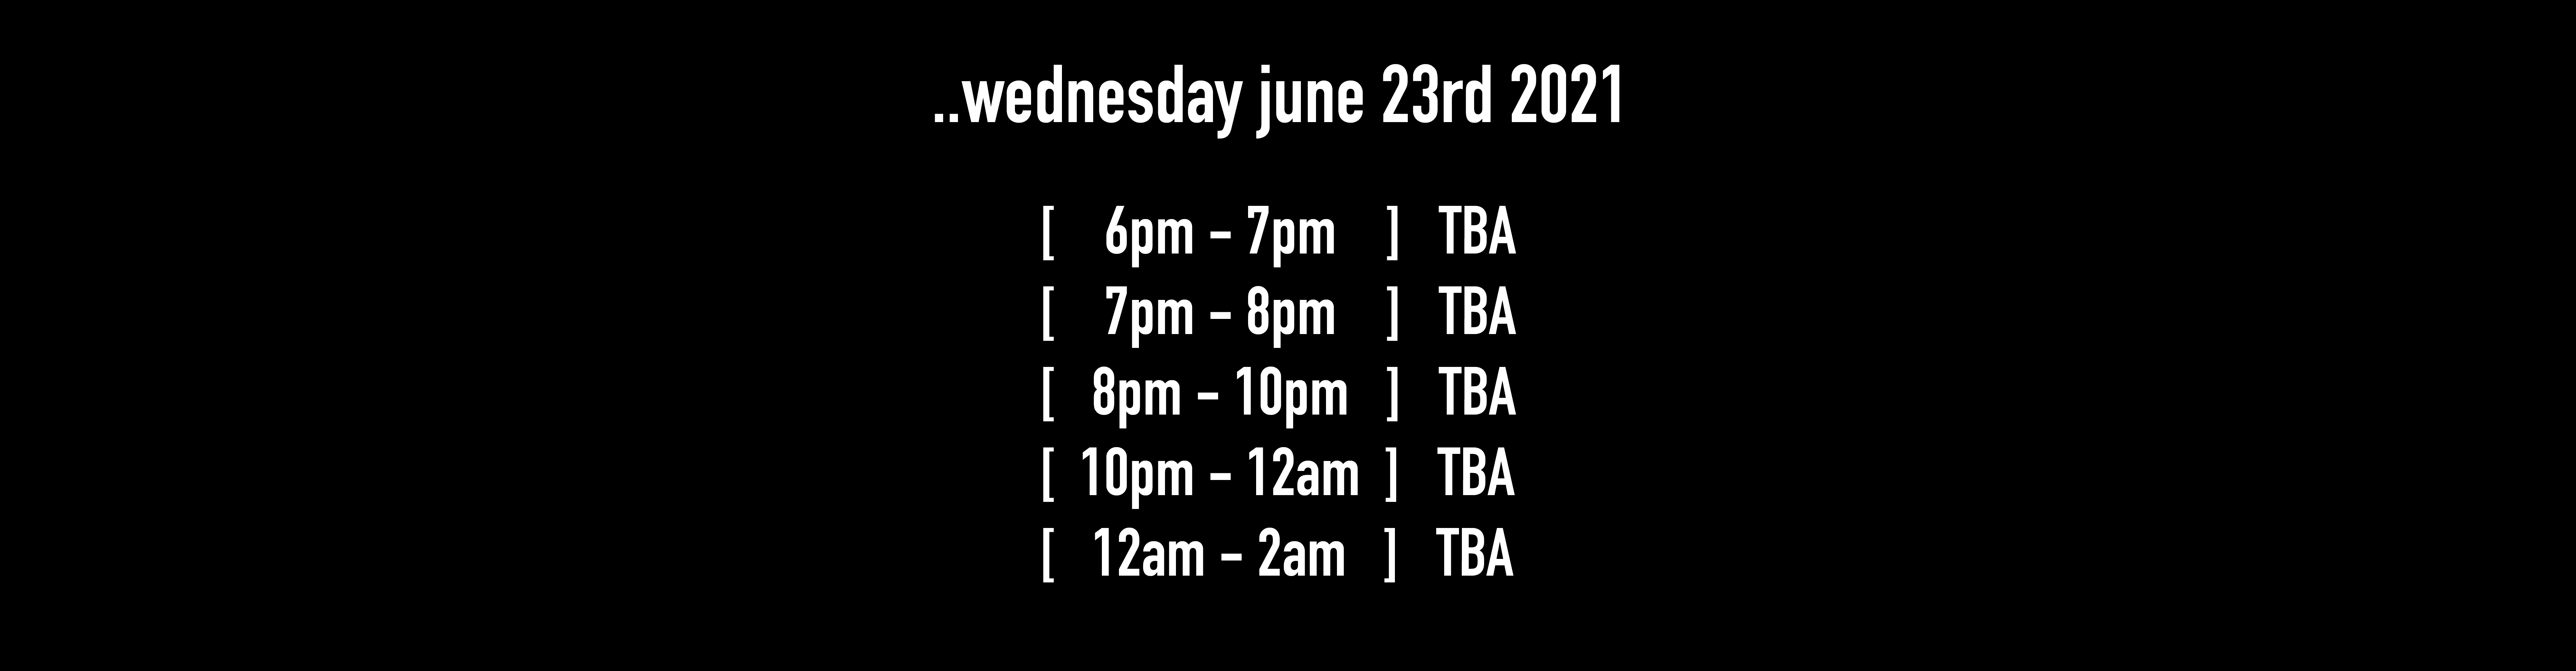 ..wednesday june 23rd 2021
[ 6pm – 7pm ] TBA
[ 7pm – 8pm ] TBA
[ 8pm – 10pm ] TBA
[ 10pm – 12am ] TBA
[ 12am – 2am ] TBA